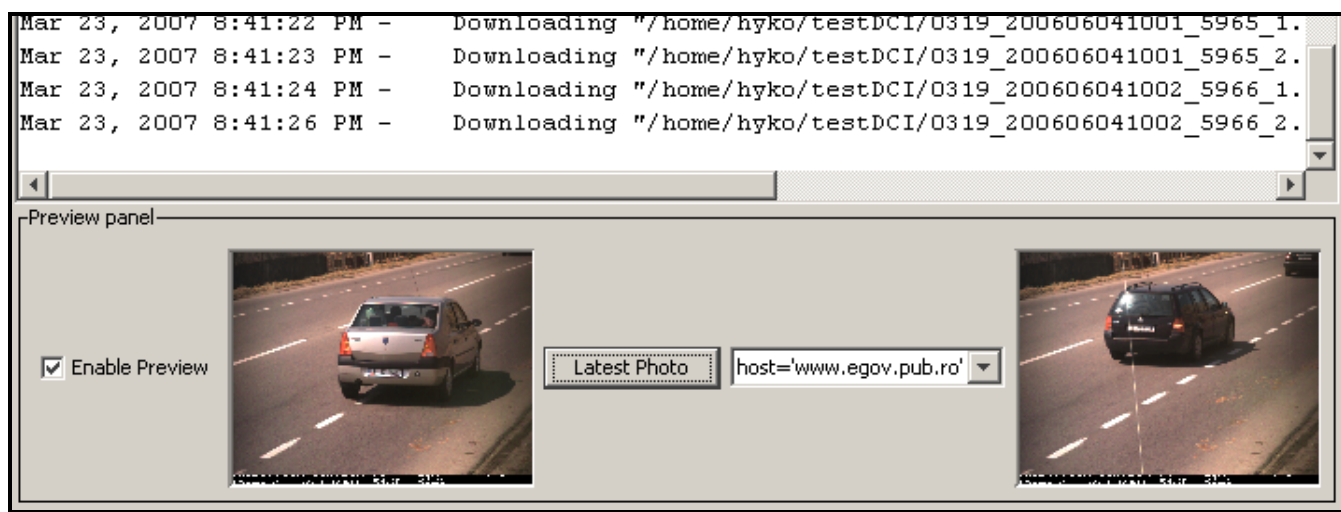 Mar 23, 2007 8:41:22 PM - Downloading "/home/hyko/testDCI/0319_200606041001_5965_1.
Mar 23, 2007 8:41:23 PM - Downloading "/home/hyko/testDCI/0319_200606041001_5965_2.
Mar 23, 2007 8:41:24 PM - Downloading "/home/hyko/testDCI/0319_200606041002_5966_1.
Mar 23, 2007 8:41:26 PM - Downloading "/home/hyko/testDCI/0319_200606041002_5966_2.
Preview panel
Enable Preview
Latest Photo
host='www.egov.pub.ro'